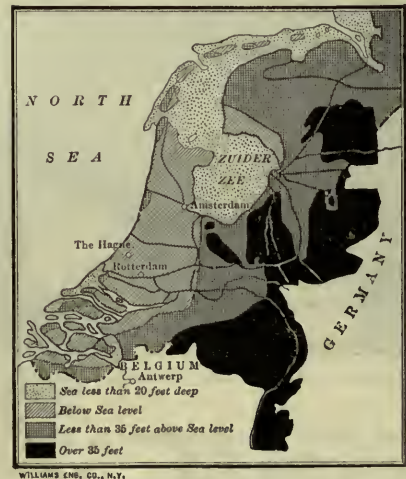 NORTH
SEA
ZUIDER
ZEE
Amsterdam
The Hague
Rotterdam
GERMANY
BELGIUM
Antwerp
Sea less than 20 feet deep
Below Sea level
Less than 35 feet above Sea level
Over 35 feet
WILLIAMS ENG. CO., N.Y.